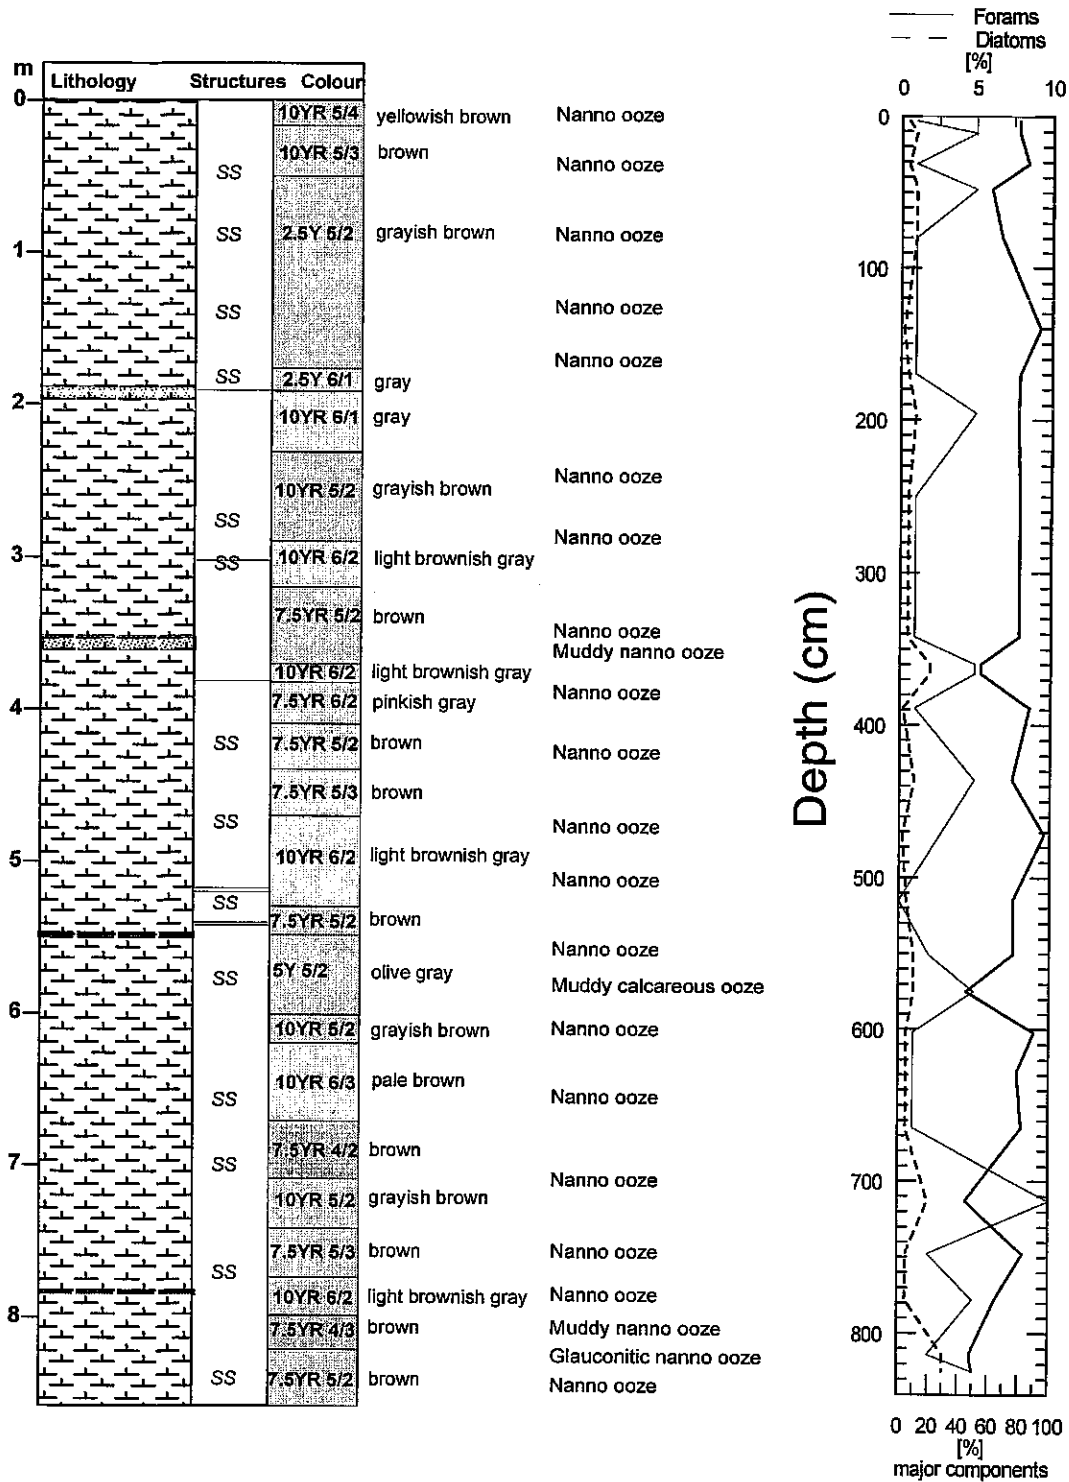 Forams
Diatoms
[%]
0 5 10
m
Lithology Structures Colour
0
10YR 5/4 yellowish brown Nanno ooze
10YR 5/3 brown Nanno ooze
SS
SS 2.5Y 5/2 grayish brown Nanno ooze
1
SS Nanno ooze
Nanno ooze
SS 2.5Y 6/1 gray
2
10YR 6/1 gray
Nanno ooze
10YR 5/2 grayish brown
SS
Nanno ooze
3
SS 10YR 6/2 light brownish gray
7.5YR 5/2 brown
Nanno ooze
Muddy nanno ooze
10YR 6/2 light brownish gray
7.5YR 6/2 pinkish gray Nanno ooze
4
SS 7.5YR 5/2 brown Nanno ooze
7.5YR 5/3 brown
SS Nanno ooze
10YR 6/2 light brownish gray
5
Nanno ooze
SS
7.5YR 5/2 brown
Nanno ooze
SS 5Y 5/2 olive gray
Muddy calcareous ooze
6
10YR 5/2 grayish brown Nanno ooze
10YR 6/3 pale brown
SS Nanno ooze
7.5YR 4/2 brown
7
SS
Nanno ooze
10YR 5/2 grayish brown
7.5YR 5/3 brown Nanno ooze
SS
10YR 6/2 light brownish gray Nanno ooze
8
7.5YR 4/3 brown Muddy nanno ooze
Glauconitic nanno ooze
SS 7.5YR 5/2 brown Nanno ooze
Depth (cm)
0
100
200
300
400
500
600
700
800
0 20 40 60 80 100
[%]
major components